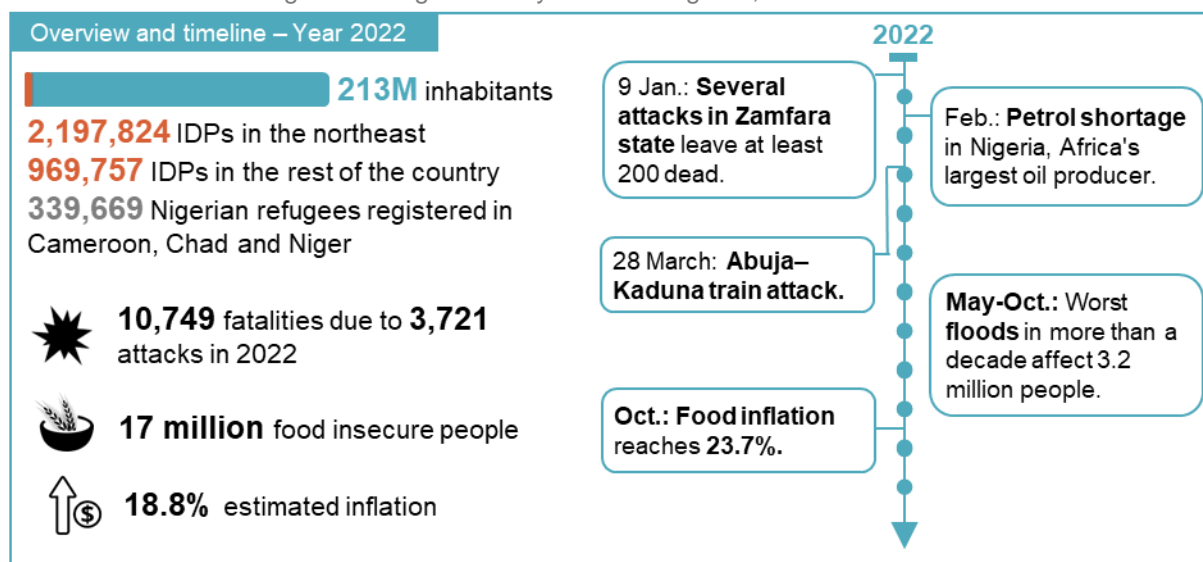 Overview and timeline – Year 2022
213M inhabitants
2,197,824 IDPs in the northeast
969,757 IDPs in the rest of the country
339,669 Nigerian refugees registered in
Cameroon, Chad and Niger
10,749 fatalities due to 3,721
attacks in 2022
17 million food insecure people
18.8% estimated inflation
2022
9 Jan.: Several
attacks in Zamfara
state leave at least
200 dead.
Feb.: Petrol shortage
in Nigeria, Africa's
largest oil producer.
28 March: Abuja–
Kaduna train attack.
May-Oct.: Worst
floods in more than a
decade affect 3.2
million people.
Oct.: Food inflation
reaches 23.7%.